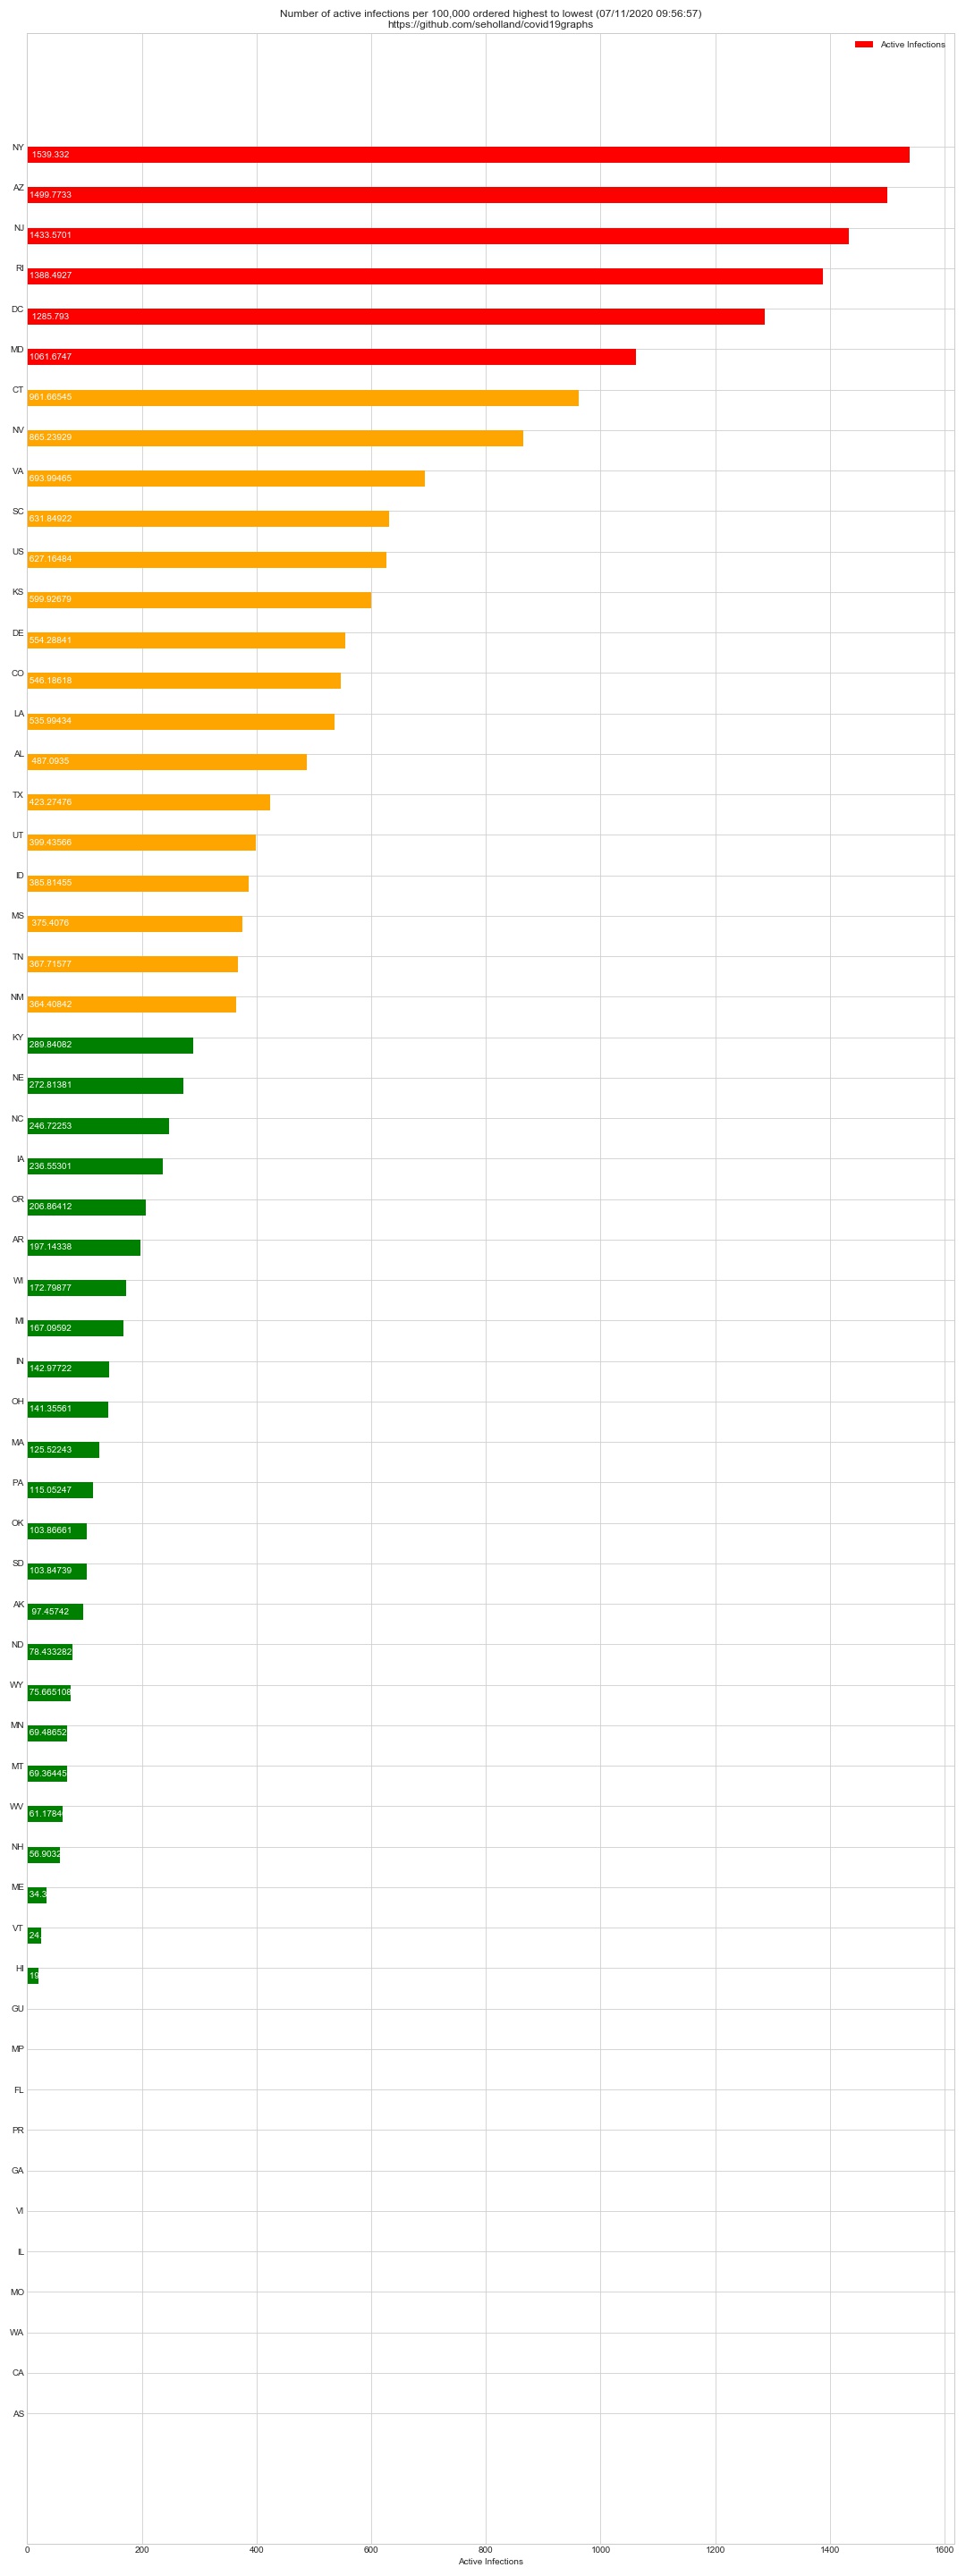 Number of active infections per 100,000 ordered highest to lowest (07/11/2020 09:56:57)
https://github.com/seholland/covid19graphs
Active Infections
NY 1539.332
AZ 1499.7733
NJ 1433.5701
RI 1388.4927
DC 1285.793
MD 1061.6747
CT 961.66545
NV 865.23929
VA 693.99465
SC 631.84922
US 627.16484
KS 599.92679
DE 554.28841
CO 546.18618
LA 535.99434
AL 487.0935
TX 423.27476
UT 399.43566
ID 385.81455
MS 375.4076
TN 367.71577
NM 364.40842
KY 289.84082
NE 272.81381
NC 246.72253
IA 236.55301
OR 206.86412
AR 197.14338
WI 172.79877
MI 167.09592
IN 142.97722
OH 141.35561
MA 125.52243
PA 115.05247
OK 103.86661
SD 103.84739
AK 97.45742
ND 78.433282
WY 75.665108
MN 69.48652
MT 69.36445
WV 61.1784
NH 56.9032
ME 34.3
VT 24.
HI 19
GU
MP
FL
PR
GA
VI
IL
MO
WA
CA
AS
0 200 400 600 800 1000 1200 1400 1600
Active Infections